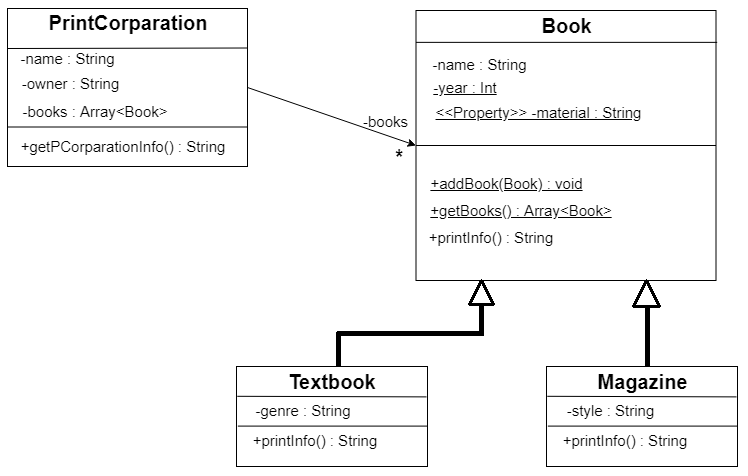 PrintCorparation
-name : String
-owner : String
-books : Array<Book>
+getPCorparationInfo() : String
-books
*
Book
-name : String
-year : Int
<<Property>> -material : String
+addBook(Book) : void
+getBooks() : Array<Book>
+printInfo() : String
Textbook
-genre : String
+printInfo() : String
Magazine
-style : String
+printInfo() : String